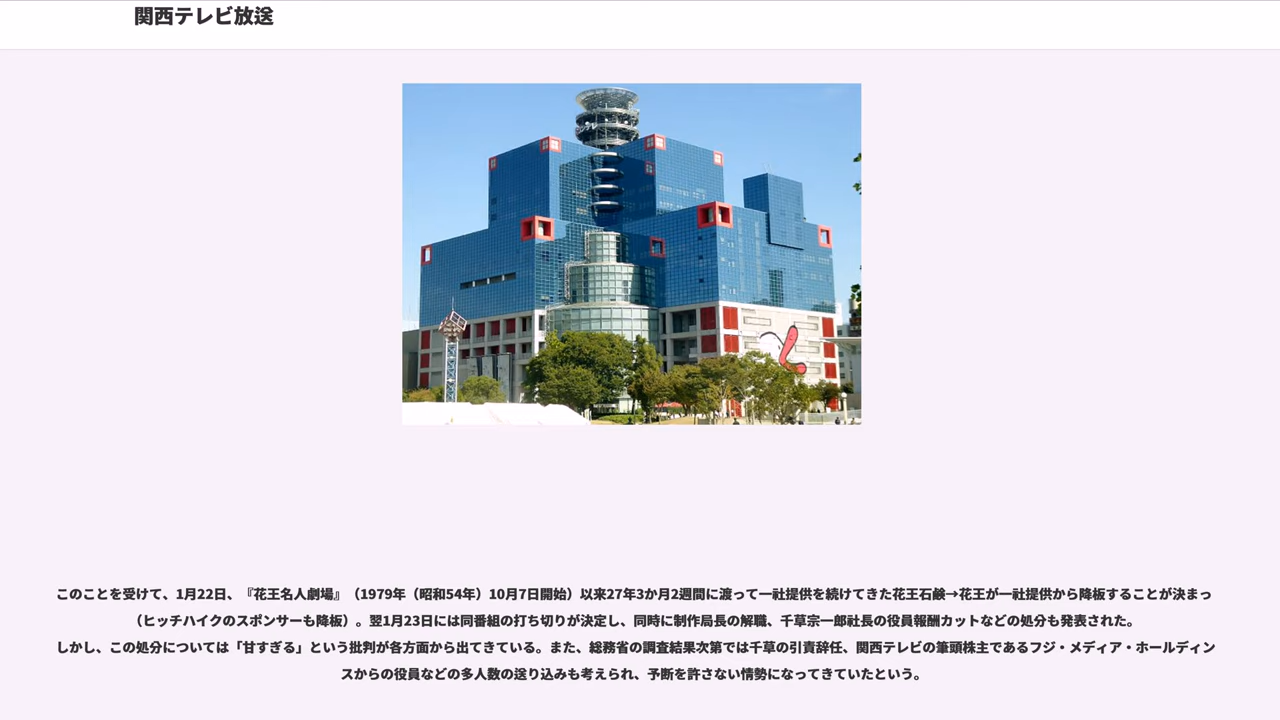 関西テレビ放送
このことを受けて、1月22日、『花王名人劇場』（1979年（昭和54年）10月7日開始）以来27年3か月2週間に渡って一社提供を続けてきた花王石鹸→花王が一社提供から降板することが決まっ
（ヒッチハイクのスポンサーも降板）。翌1月23日には同番組の打ち切りが決定し、同時に制作局長の解職、千草宗一郎社長の役員報酬カットなどの処分も発表された。
しかし、この処分については「甘すぎる」という批判が各方面から出てきている。また、総務省の調査結果次第では千草の引責辞任、関西テレビの筆頭株主であるフジ・メディア・ホールディン
スからの役員などの多人数の送り込みも考えられ、予断を許さない情勢になってきていたという。